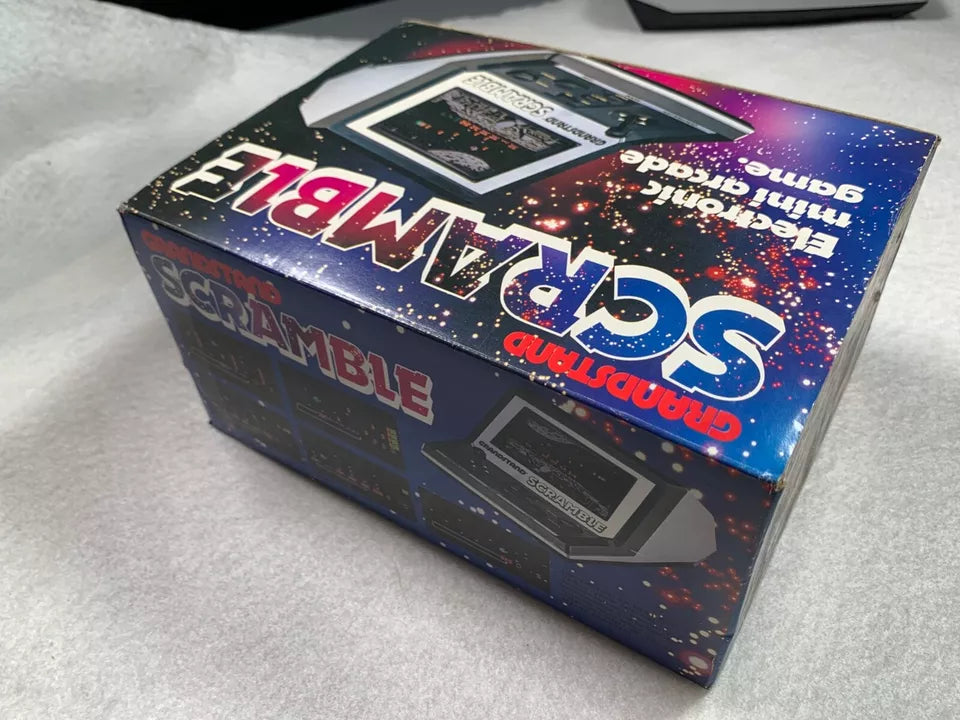 GRANDSTAND
SCRAMBLE
Electronic
mini arcade
game.
GRANDSTAND
SCRAMBLE
GRANDSTAND
SCRAMBLE
GRANDSTAND
SCRAMBLE